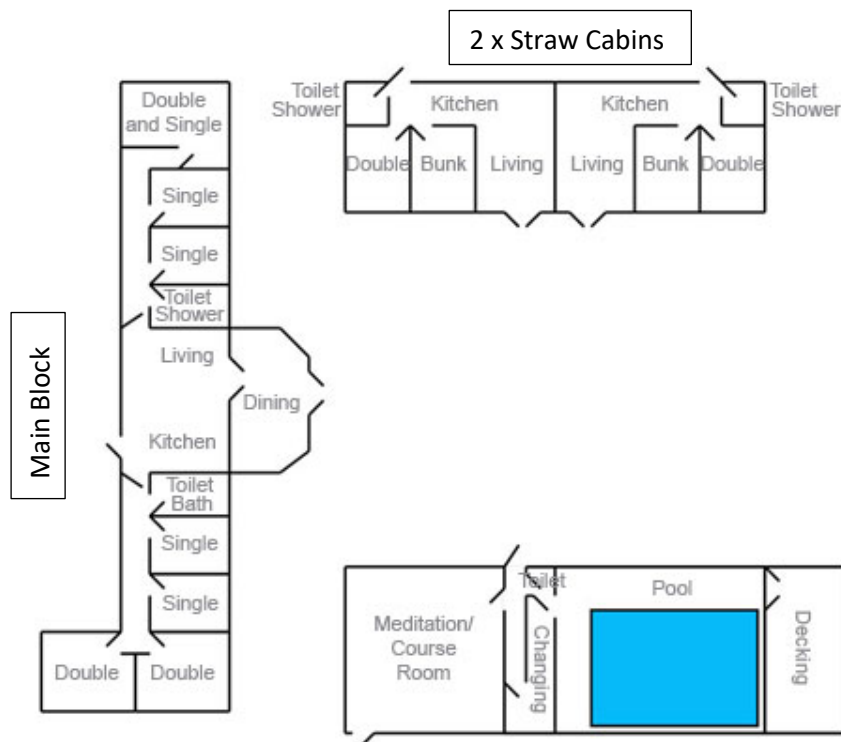 2 x Straw Cabins
Main Block
Double
and Single
Single
Single
Toilet
Shower
Living
Dining
Kitchen
Toilet
Bath
Single
Single
Double
Double
Toilet
Shower
Kitchen
Kitchen
Toilet
Shower
Double
Bunk
Living
Living
Bunk
Double
Meditation/
Course
Room
Toilet
Changing
Pool
Decking